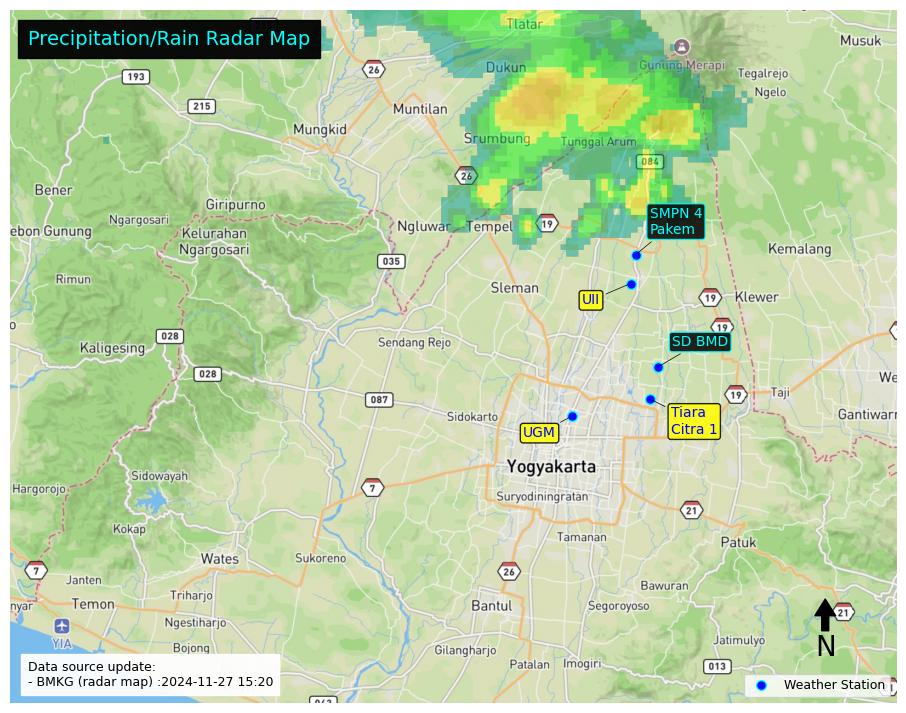 Precipitation/Rain Radar Map
Tlatar
Musuk
26
Dukun
Gunung Merapi
Tegalrejo
193
Ngelo
215
Muntilan
Mungkid
Srumbung
Tunggal Arum
084
26
Bener
Giripurno
SMPN 4
Pakem
Ngargosari
Ngluwar
Tempel
19
ebon Gunung
Kelurahan
Ngargosari
Kemalang
035
Rimun
Sleman
UII
19
Klewer
19
028
Sendang Rejo
SD BMD
Kaligesing
028
We
087
19
Taji
Sidokarto
Tiara
Citra 1
Gantiwarn
UGM
Yogyakarta
Sidowayah
Hargorojo
7
Suryodiningratan
21
Kokap
Tamanan
Patuk
Wates
Sukoreno
7
26
Janten
Bawuran
Triharjo
nyar
Temon
Bantul
Segoroyoso
21
Ngestiharjo
YIA
Bojong
Gilangharjo
Jatimulyo
N
Patalan
Imogiri
013
Data source update:
- BMKG (radar map) :2024-11-27 15:20
Weather Station